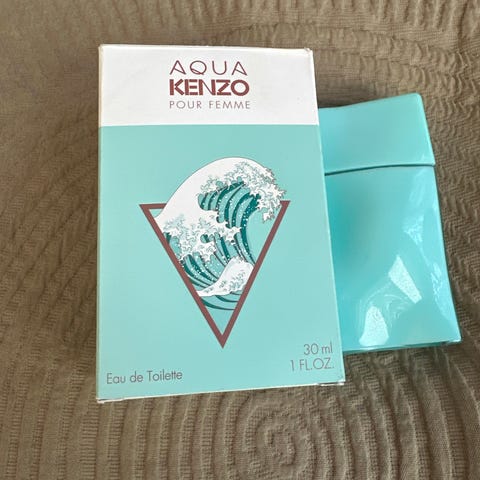 AQUA
KENZO
POUR FEMME
30 ml
1 FL.OZ.
Eau de Toilette